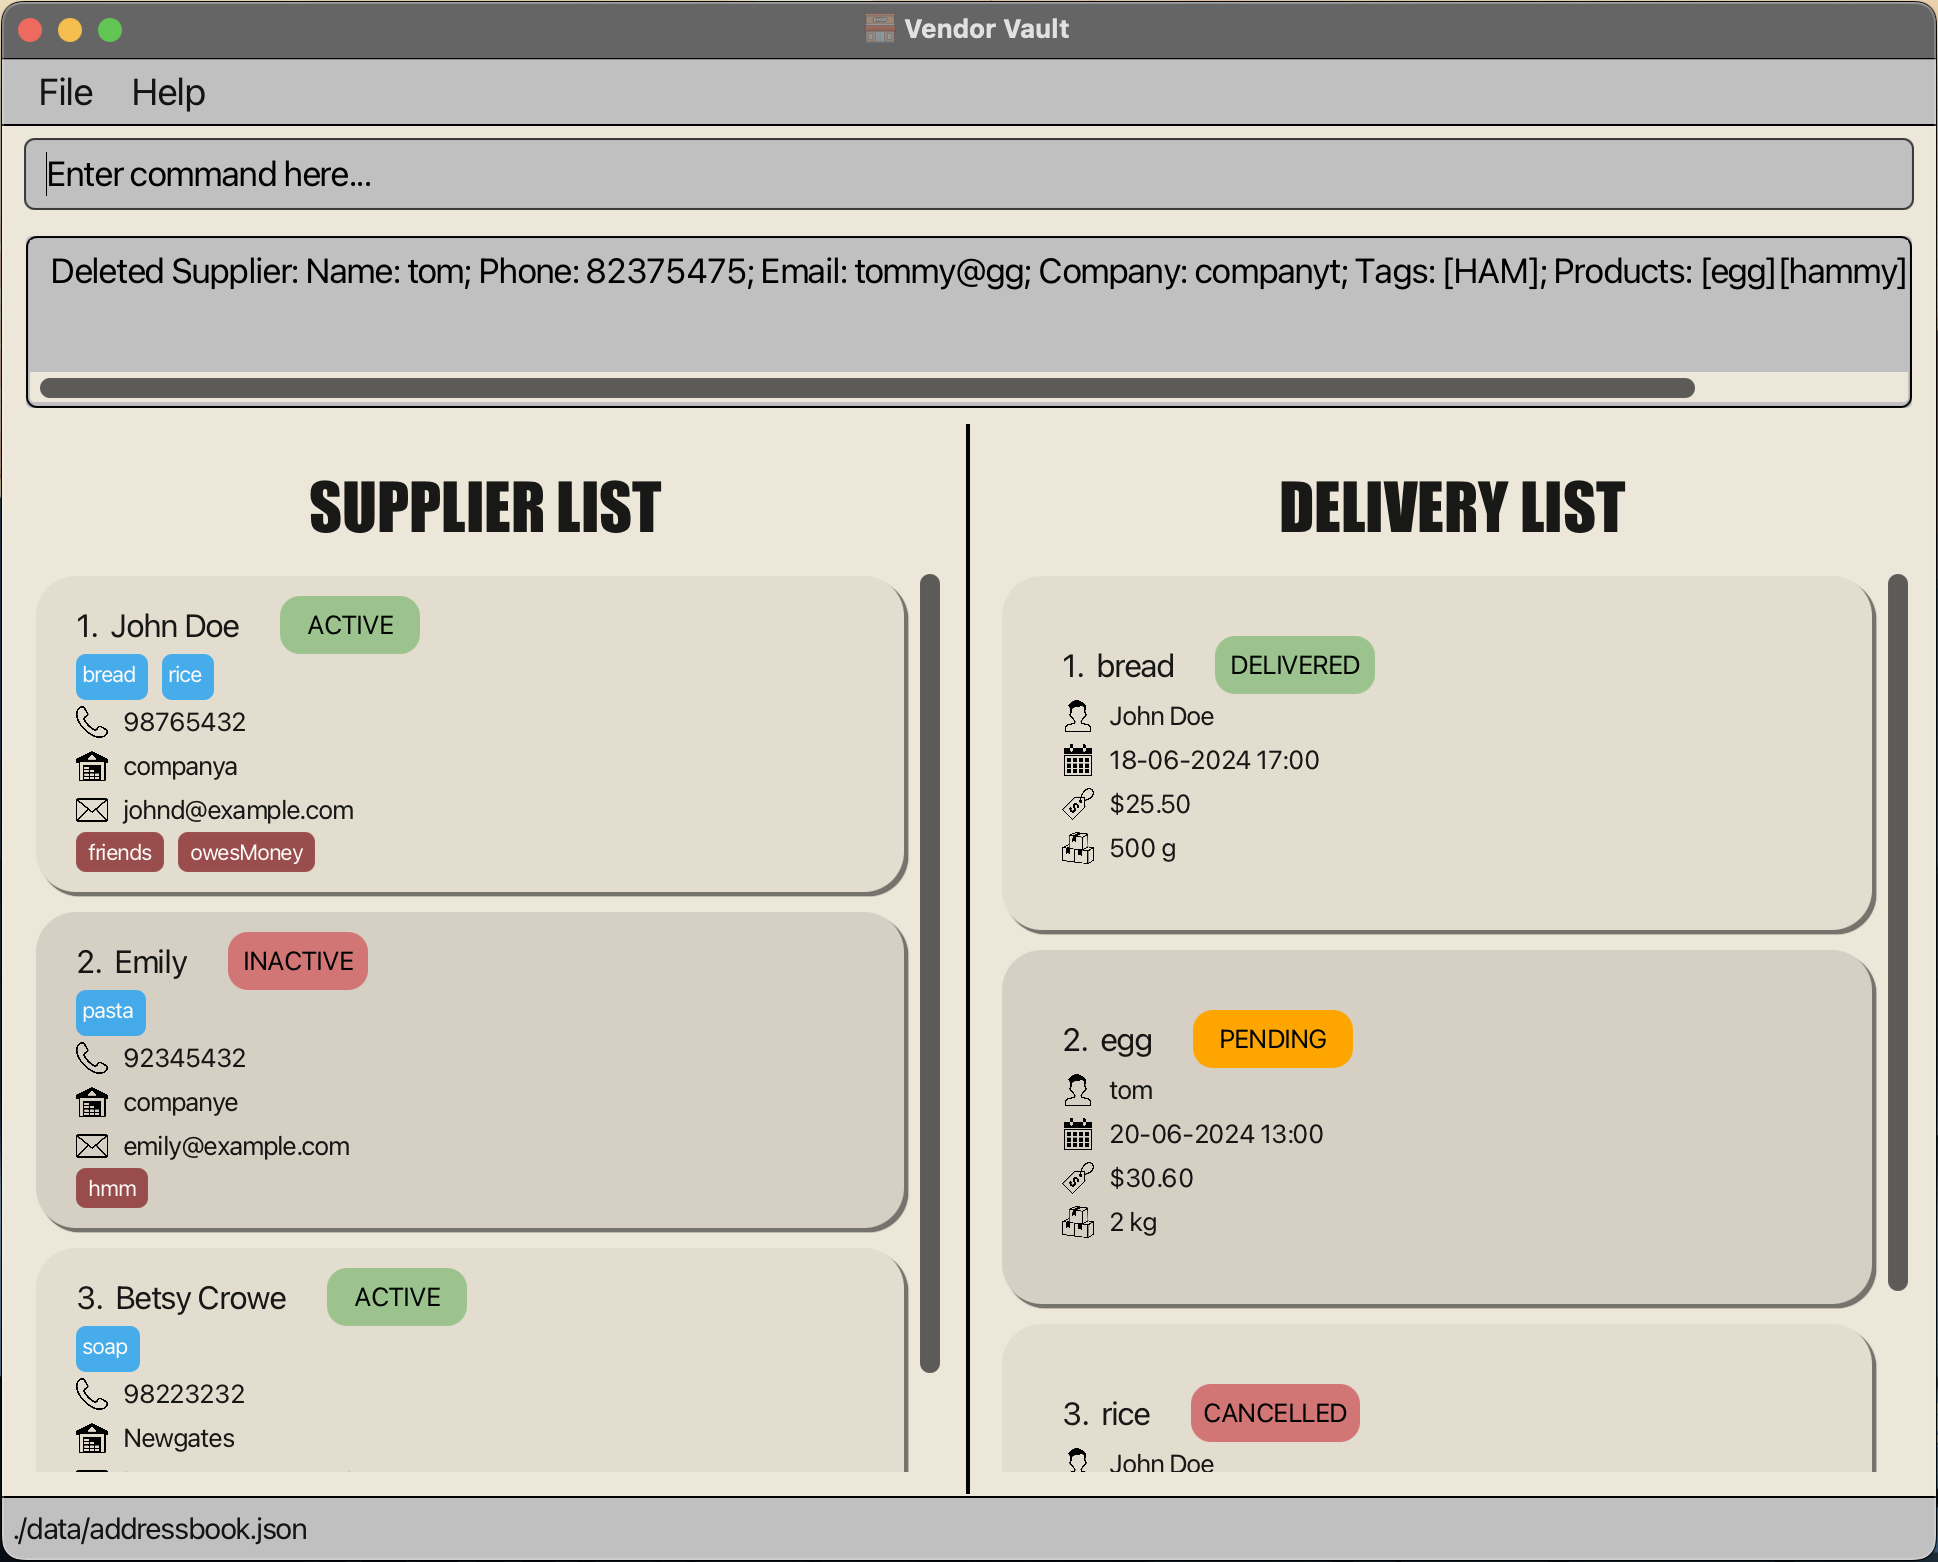 Vendor Vault
File Help
Enter command here...
Deleted Supplier: Name: tom; Phone: 82375475; Email: tommy@gg; Company: companyt; Tags: [HAM]; Products: [egg][hammy]
SUPPLIER LIST
1. John Doe ACTIVE
bread rice
98765432
companya
johnd@example.com
friends owesMoney
2. Emily INACTIVE
pasta
92345432
companye
emily@example.com
hmm
3. Betsy Crowe ACTIVE
soap
98223232
Newgates
DELIVERY LIST
1. bread DELIVERED
John Doe
18-06-2024 17:00
$25.50
500 g
2. egg PENDING
tom
20-06-2024 13:00
$30.60
2 kg
3. rice CANCELLED
John Doe
./data/addressbook.json